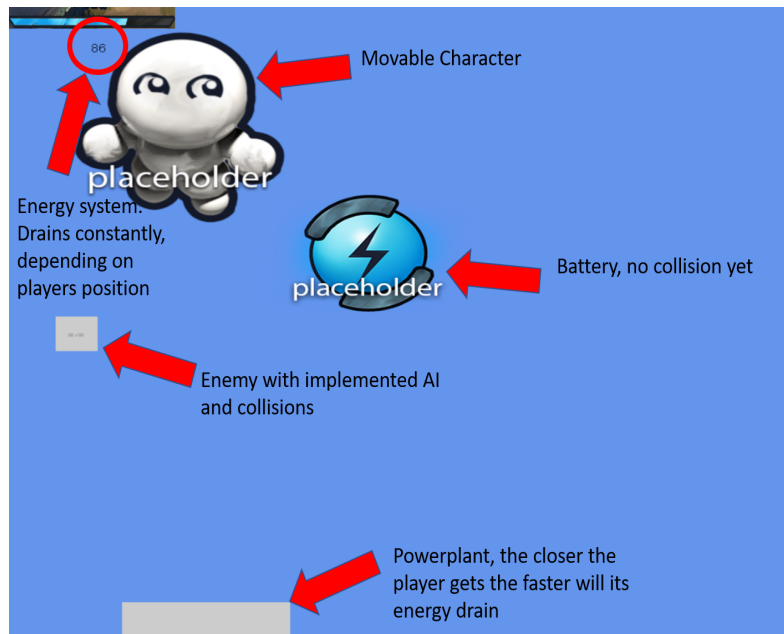 86
Movable Character
placeholder
Energy system.
Drains constantly,
depending on
players position
placeholder
Battery, no collision yet
Enemy with implemented AI
and collisions
Powerplant, the closer the
player gets the faster will its
energy drain